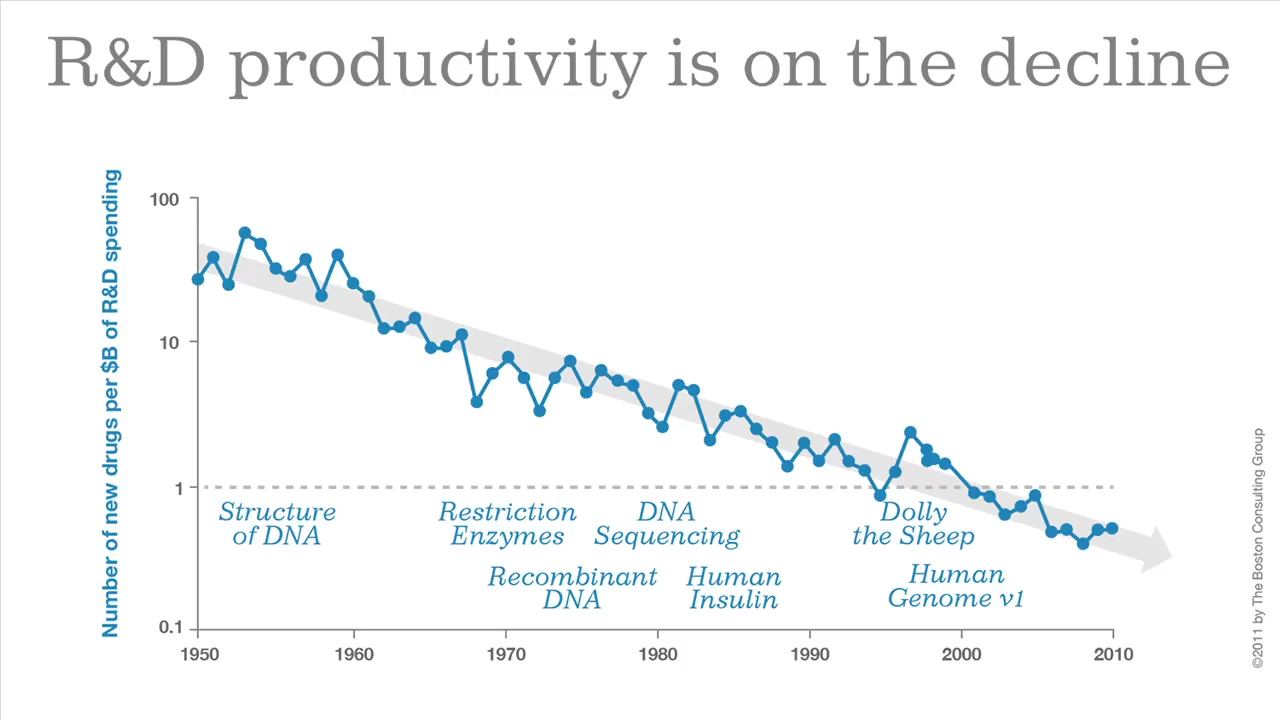 R&D productivity is on the decline
Number of new drugs per $B of R&D spending
100
10
1
0.1
Structure
of DNA
Restriction
Enzymes
DNA
Sequencing
Dolly
the Sheep
Recombinant
DNA
Human
Insulin
Human
Genome v1
1950
1960
1970
1980
1990
2000
2010
©2011 by The Boston Consulting Group